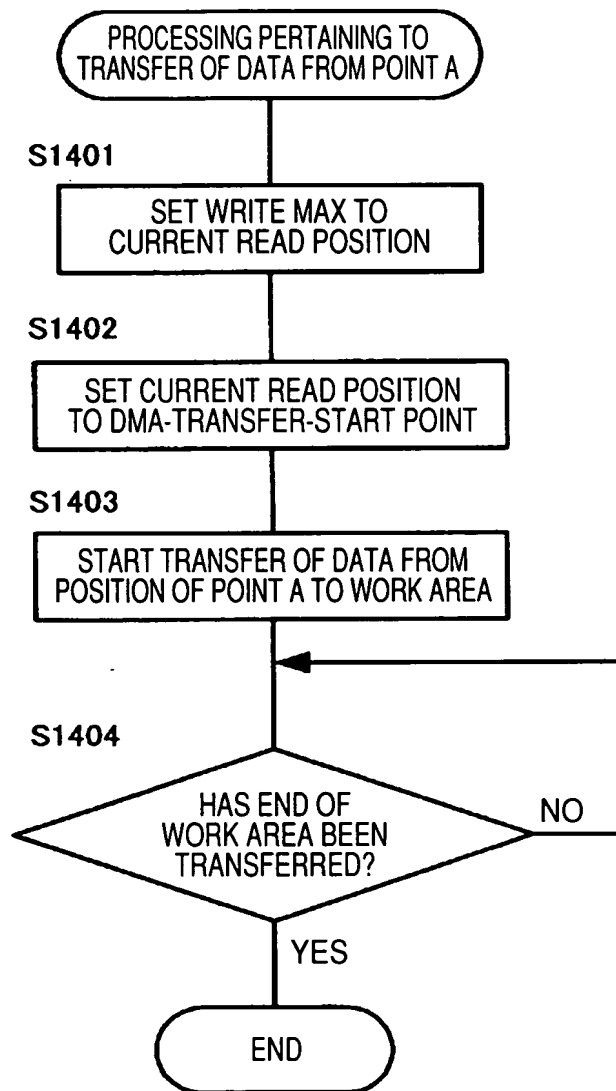 PROCESSING PERTAINING TO
TRANSFER OF DATA FROM POINT A
S1401
SET WRITE MAX TO
CURRENT READ POSITION
S1402
SET CURRENT READ POSITION
TO DMA-TRANSFER-START POINT
S1403
START TRANSFER OF DATA FROM
POSITION OF POINT A TO WORK AREA
S1404
HAS END OF
WORK AREA BEEN
TRANSFERRED?
NO
YES
END